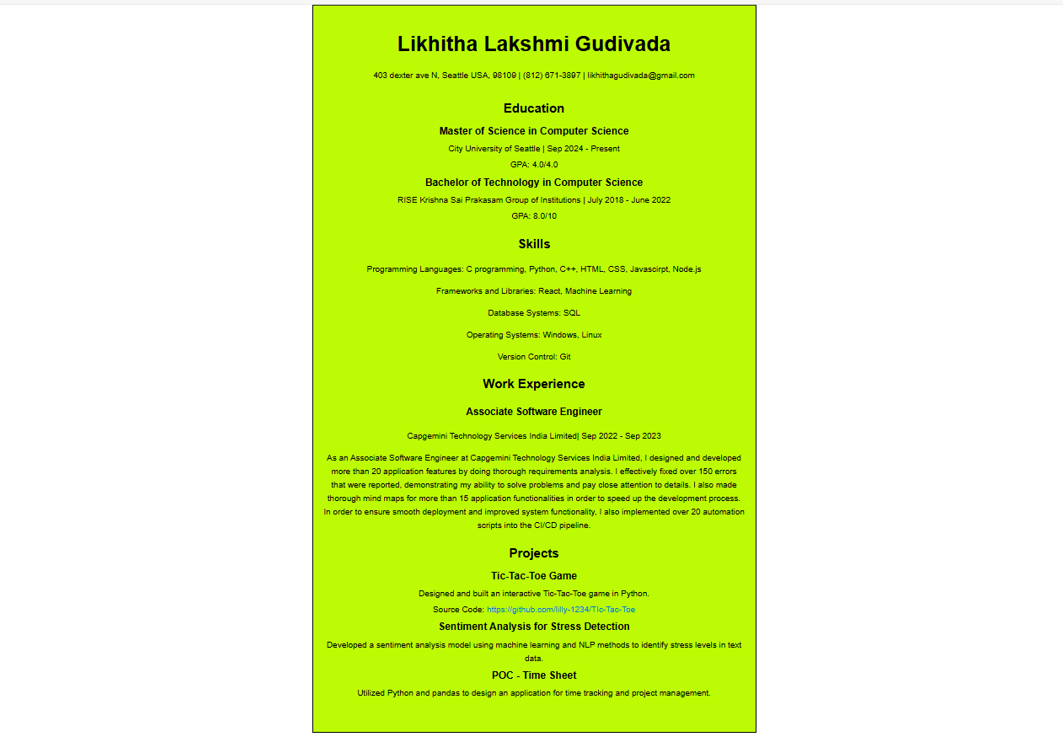 Likhitha Lakshmi Gudivada
403 dexter ave N, Seattle USA, 98109 | (812) 671-3897 | likhithagudivada@gmail.com
Education
Master of Science in Computer Science
City University of Seattle | Sep 2024 - Present
GPA: 4.0/4.0
Bachelor of Technology in Computer Science
RISE Krishna Sai Prakasam Group of Institutions | July 2018 - June 2022
GPA: 8.0/10
Skills
Programming Languages: C programming, Python, C++, HTML, CSS, Javascirpt, Node.js
Frameworks and Libraries: React, Machine Learning
Database Systems: SQL
Operating Systems: Windows, Linux
Version Control: Git
Work Experience
Associate Software Engineer
Capgemini Technology Services India Limited| Sep 2022 - Sep 2023
As an Associate Software Engineer at Capgemini Technology Services India Limited, I designed and developed
more than 20 application features by doing thorough requirements analysis. I effectively fixed over 150 errors
that were reported, demonstrating my ability to solve problems and pay close attention to details. I also made
thorough mind maps for more than 15 application functionalities in order to speed up the development process.
In order to ensure smooth deployment and improved system functionality, I also implemented over 20 automation
scripts into the CI/CD pipeline.
Projects
Tic-Tac-Toe Game
Designed and built an interactive Tic-Tac-Toe game in Python.
Source Code: https://github.com/lilly-1234/Tic-Tac-Toe
Sentiment Analysis for Stress Detection
Developed a sentiment analysis model using machine learning and NLP methods to identify stress levels in text
data.
POC - Time Sheet
Utilized Python and pandas to design an application for time tracking and project management.